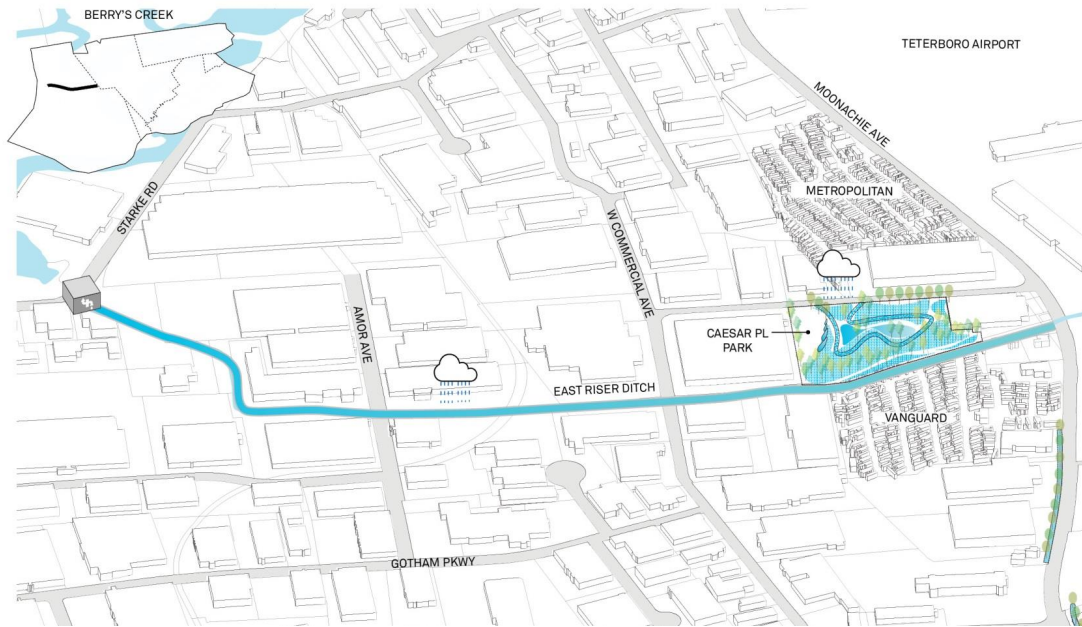 BERRY'S CREEK
TETERBORO AIRPORT
MOONACHIE AVE
METROPOLITAN
STARKE RD
W COMMERCIAL AVE
AMOR AVE
CAESAR PL
PARK
EAST RISER DITCH
VANGUARD
GOTHAM PKWY